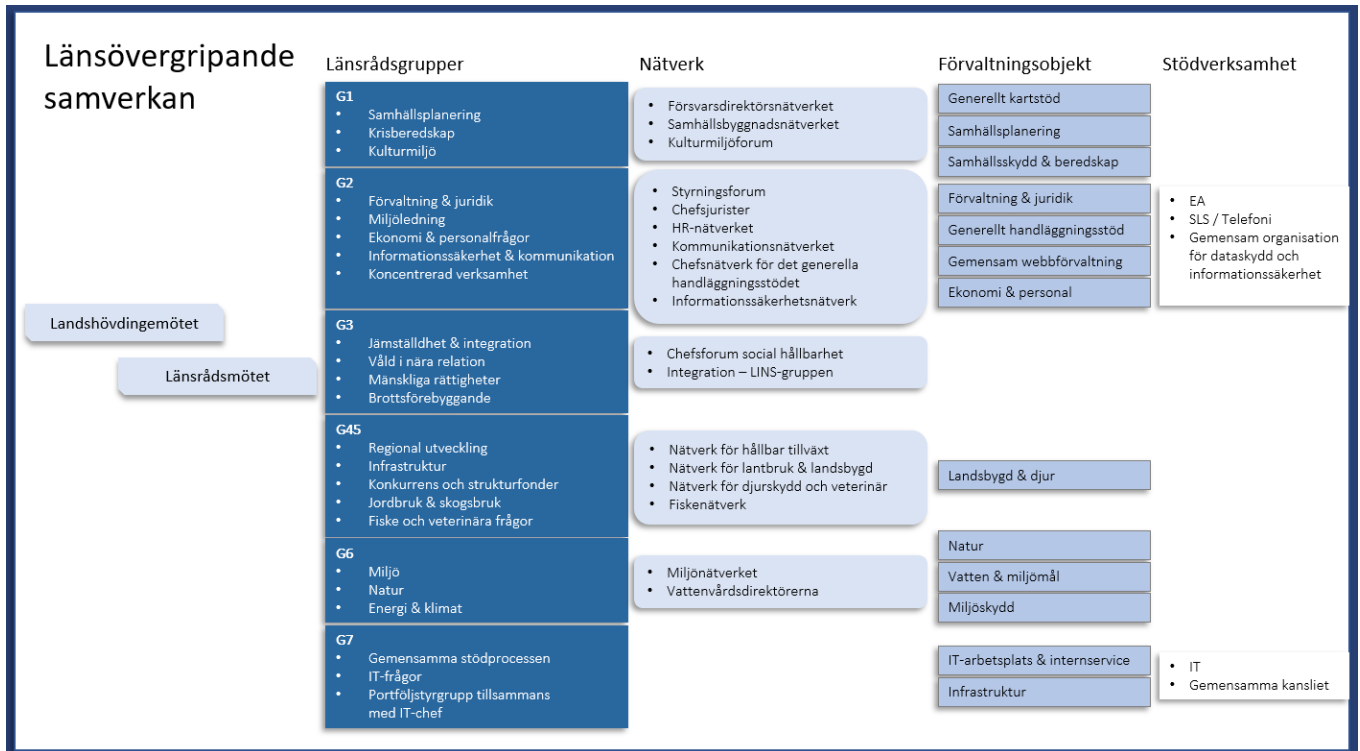 Länsövergripande
samverkan
Länsrådsgrupper
Nätverk
Förvaltningsobjekt
Stödverksamhet
Landshövdingemötet
Länsrådsmötet
G1
• Samhällsplanering
• Krisberedskap
• Kulturmiljö
• Försvarsdirektörsnätverket
• Samhällsbyggnadsnätverket
• Kulturmiljöforum
Generellt kartstöd
Samhällsplanering
Samhällsskydd & beredskap
G2
• Förvaltning & juridik
• Miljöledning
• Ekonomi & personalfrågor
• Informationssäkerhet & kommunikation
• Koncentrerad verksamhet
• Styrningsforum
• Chefsjurister
• HR-nätverket
• Kommunikationsnätverket
• Chefsnätverk för det generella
handläggningsstödet
• Informationssäkerhetsnätverk
Förvaltning & juridik
Generellt handläggningsstöd
Gemensam webbförvaltning
Ekonomi & personal
• EA
• SLS / Telefoni
• Gemensam organisation
för dataskydd och
informationssäkerhet
G3
• Jämställdhet & integration
• Våld i nära relation
• Mänskliga rättigheter
• Brottsförebyggande
• Chefsforum social hållbarhet
• Integration – LINS-gruppen
G45
• Regional utveckling
• Infrastruktur
• Konkurrens och strukturfonder
• Jordbruk & skogsbruk
• Fiske och veterinära frågor
• Nätverk för hållbar tillväxt
• Nätverk för lantbruk & landsbygd
• Nätverk för djurskydd och veterinär
• Fiskenätverk
Landsbygd & djur
G6
• Miljö
• Natur
• Energi & klimat
• Miljönätverket
• Vattenvårdsdirektörerna
Natur
Vatten & miljömål
Miljöskydd
G7
• Gemensamma stödprocessen
• IT-frågor
• Portföljstyrgrupp tillsammans
med IT-chef
IT-arbetsplats & internservice
Infrastruktur
• IT
• Gemensamma kansliet